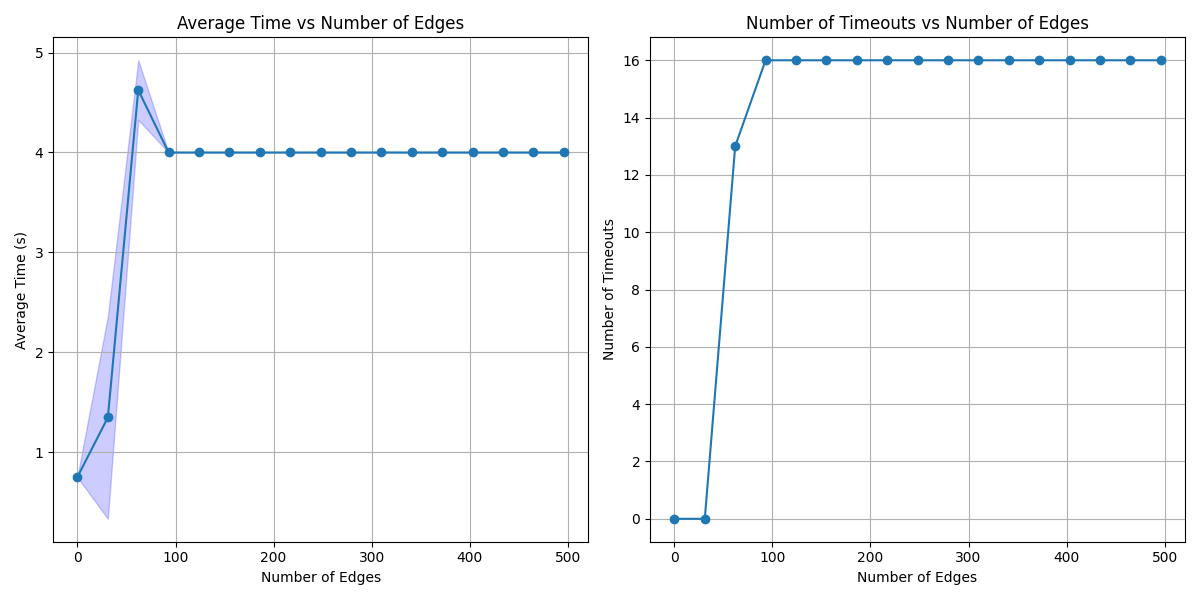 Average Time vs Number of Edges
5
4
3
2
1
Average Time (s)
0 100 200 300 400 500
Number of Edges
Number of Timeouts vs Number of Edges
16
14
12
10
8
6
4
2
0
Number of Timeouts
0 100 200 300 400 500
Number of Edges